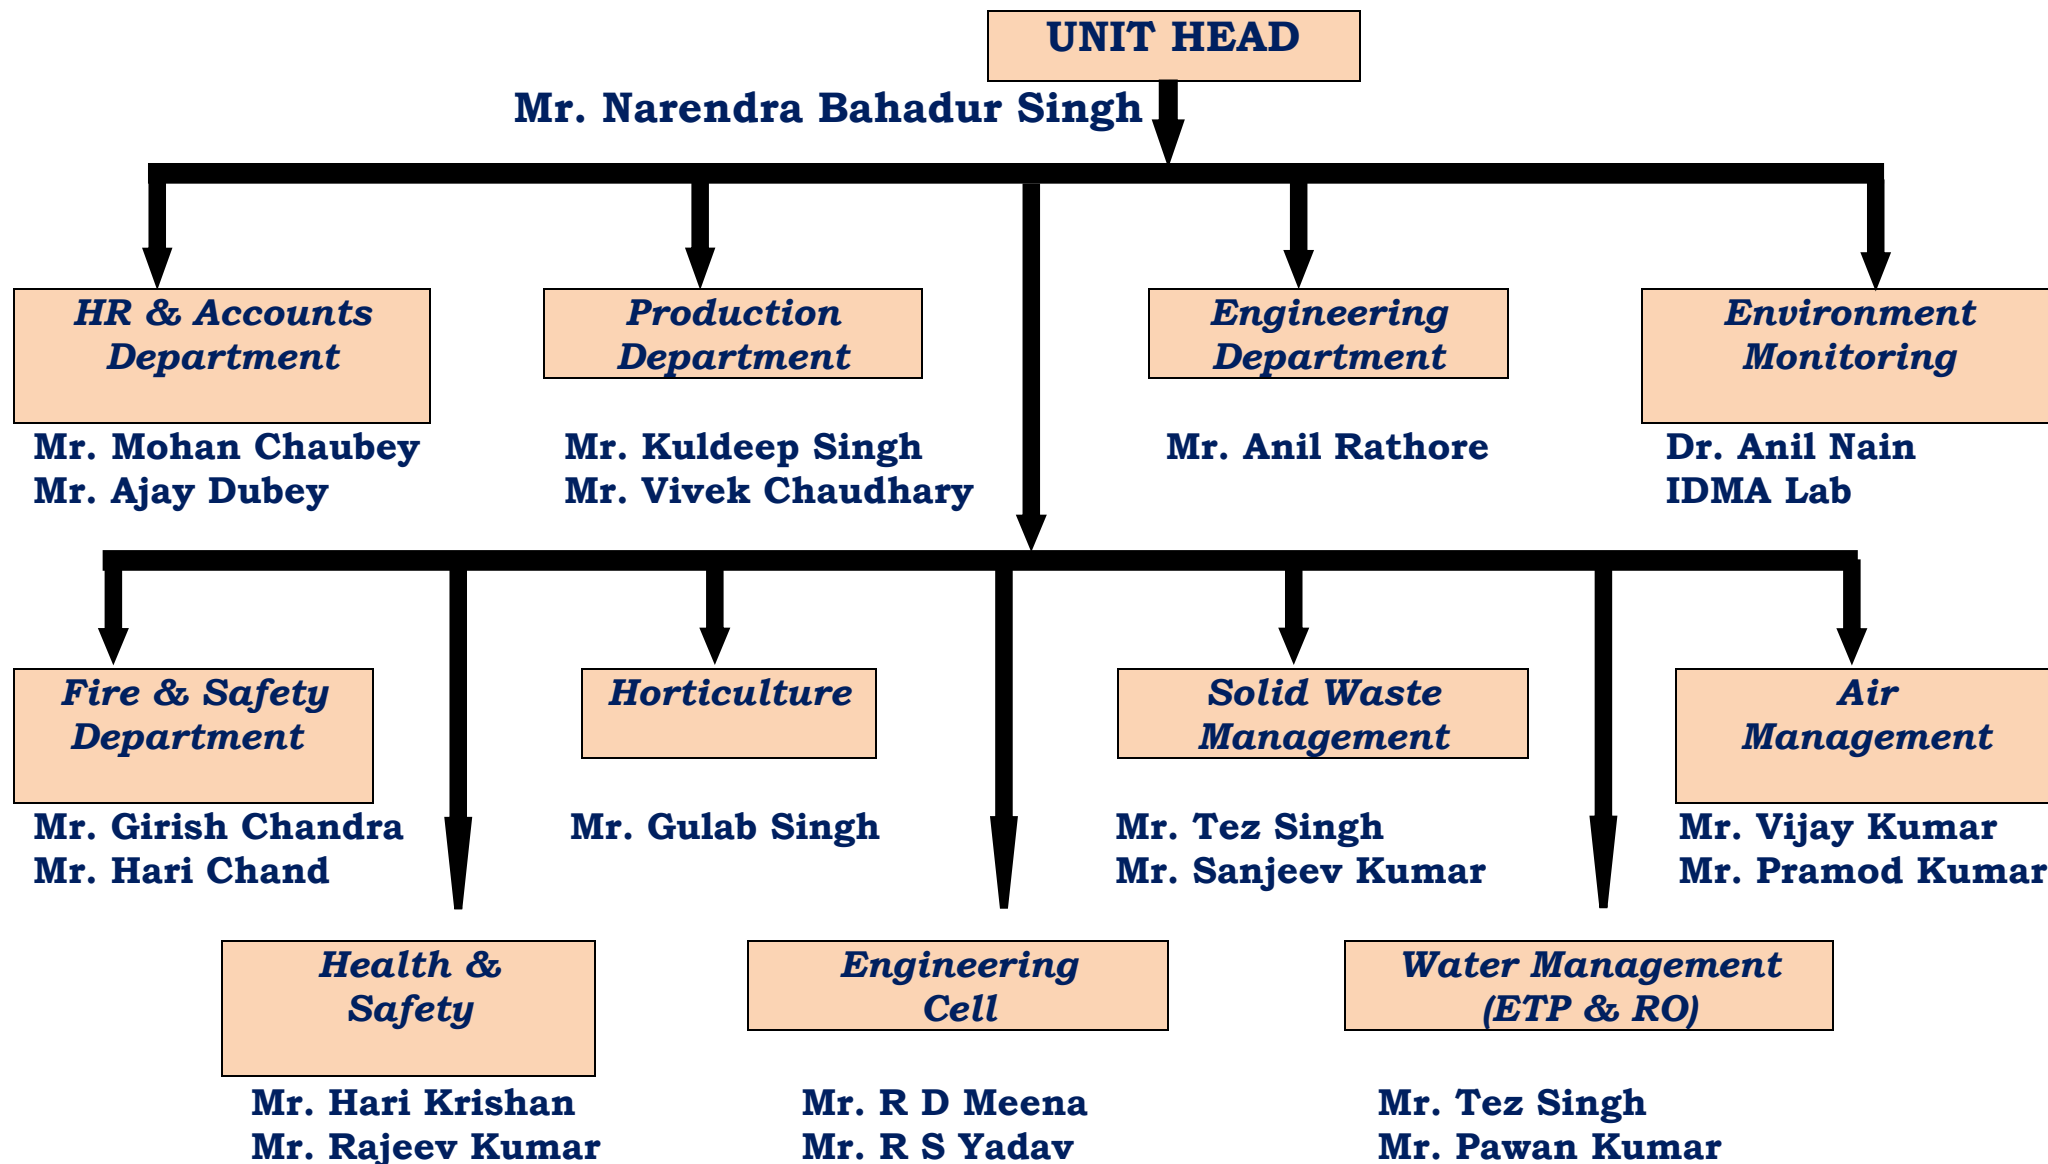 UNIT HEAD
Mr. Narendra Bahadur Singh
HR & Accounts
Department
Production
Department
Engineering
Department
Environment
Monitoring
Mr. Mohan Chaubey
Mr. Ajay Dubey
Mr. Kuldeep Singh
Mr. Vivek Chaudhary
Mr. Anil Rathore
Dr. Anil Nain
IDMA Lab
Fire & Safety
Department
Horticulture
Solid Waste
Management
Air
Management
Mr. Girish Chandra
Mr. Hari Chand
Mr. Gulab Singh
Mr. Tez Singh
Mr. Sanjeev Kumar
Mr. Vijay Kumar
Mr. Pramod Kumar
Health &
Safety
Engineering
Cell
Water Management
(ETP & RO)
Mr. Hari Krishan
Mr. Rajeev Kumar
Mr. R D Meena
Mr. R S Yadav
Mr. Tez Singh
Mr. Pawan Kumar